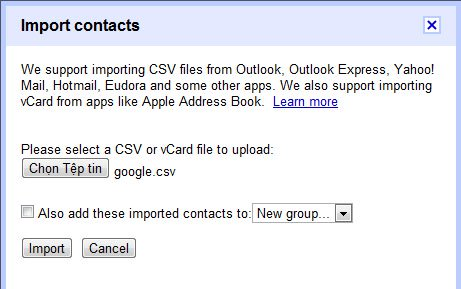 Import contacts
We support importing CSV files from Outlook, Outlook Express, Yahoo!
Mail, Hotmail, Eudora and some other apps. We also support importing
vCard from apps like Apple Address Book. Learn more
Please select a CSV or vCard file to upload:
Chọn Tệp tin google.csv
Also add these imported contacts to: New group...
Import Cancel